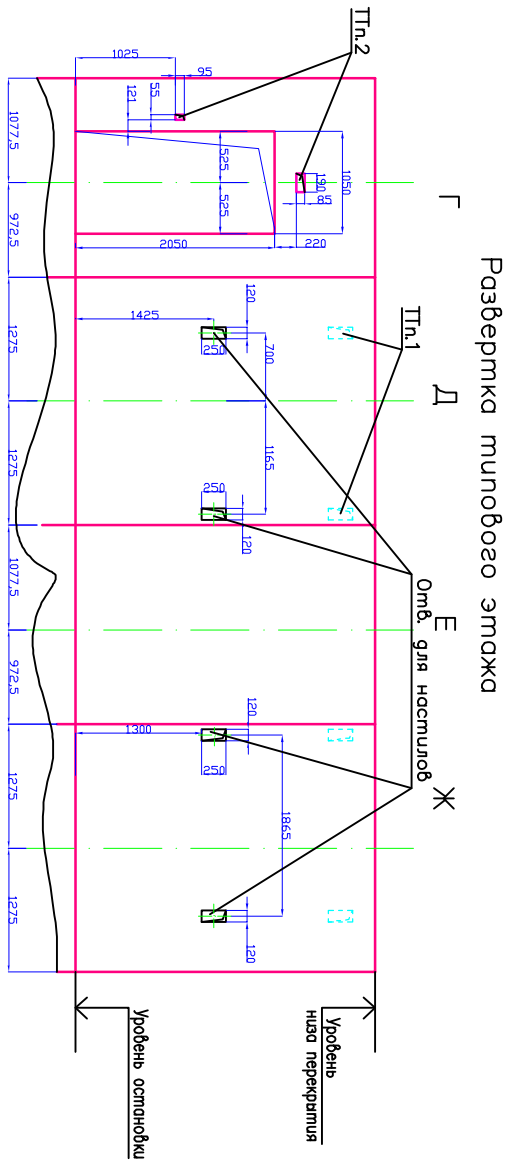 Развертка типового этажа
Г
Д
Е
Ж
ТТп.2
ТТп.1
Отв. для настилов
Уровень
низа перекрытия
Уровень остановки
1025
95
55
121
525
525
1050
190
85
2050
220
1425
120
250
700
1165
250
120
1300
120
250
1865
120
1077,5
972,5
1275
1275
1077,5
972,5
1275
1275